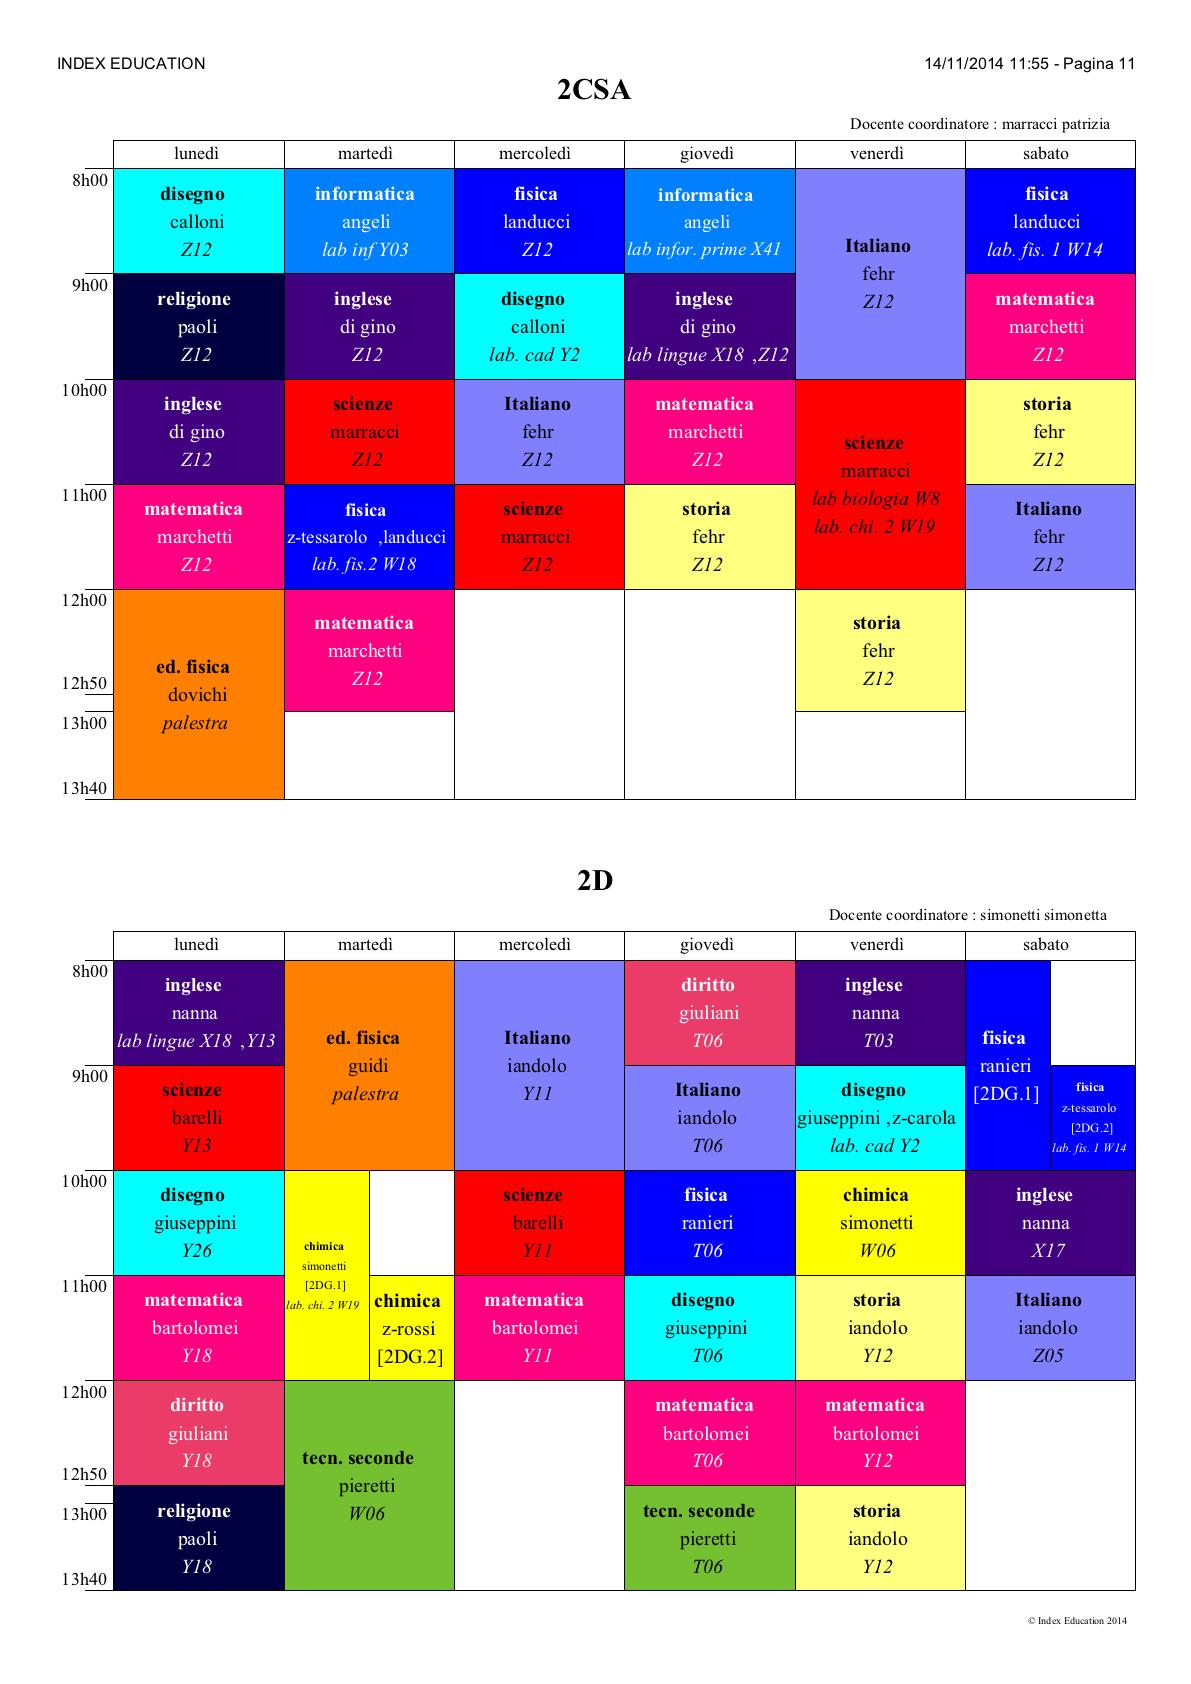 INDEX EDUCATION
14/11/2014 11:55 - Pagina 11
2CSA
Docente coordinatore : marracci patrizia
lunedì martedì mercoledì giovedì venerdì sabato
8h00
disegno
calloni
Z12
informatica
angeli
lab inf Y03
fisica
landucci
Z12
informatica
angeli
lab infor. prime X41
Italiano
fehr
Z12
fisica
landucci
lab. fis. 1 W14
9h00
religione
paoli
Z12
inglese
di gino
Z12
disegno
calloni
lab. cad Y2
inglese
di gino
lab lingue X18 ,Z12
matematica
marchetti
Z12
10h00
inglese
di gino
Z12
scienze
marracci
Z12
Italiano
fehr
Z12
matematica
marchetti
Z12
scienze
marracci
lab biologia W8
lab. chi. 2 W19
storia
fehr
Z12
11h00
matematica
marchetti
Z12
fisica
z-tessarolo ,landucci
lab. fis.2 W18
scienze
marracci
Z12
storia
fehr
Z12
Italiano
fehr
Z12
12h00
ed. fisica
dovichi
palestra
matematica
marchetti
Z12
storia
fehr
Z12
12h50
13h00
13h40
2D
Docente coordinatore : simonetti simonetta
lunedì martedì mercoledì giovedì venerdì sabato
8h00
inglese
nanna
lab lingue X18 ,Y13
ed. fisica
guidi
palestra
Italiano
iandolo
Y11
diritto
giuliani
T06
inglese
nanna
T03
fisica
ranieri
[2DG.1]
9h00
scienze
barelli
Y13
Italiano
iandolo
T06
disegno
giuseppini ,z-carola
lab. cad Y2
fisica
z-tessarolo
[2DG.2]
lab. fis. 1 W14
10h00
disegno
giuseppini
Y26
chimica
simonetti
[2DG.1]
lab. chi. 2 W19
scienze
barelli
Y11
fisica
ranieri
T06
chimica
simonetti
W06
inglese
nanna
X17
11h00
matematica
bartolomei
Y18
chimica
z-rossi
[2DG.2]
matematica
bartolomei
Y11
disegno
giuseppini
T06
storia
iandolo
Y12
Italiano
iandolo
Z05
12h00
diritto
giuliani
Y18
tecn. seconde
pieretti
W06
matematica
bartolomei
T06
matematica
bartolomei
Y12
12h50
13h00
religione
paoli
Y18
tecn. seconde
pieretti
T06
storia
iandolo
Y12
13h40
© Index Education 2014